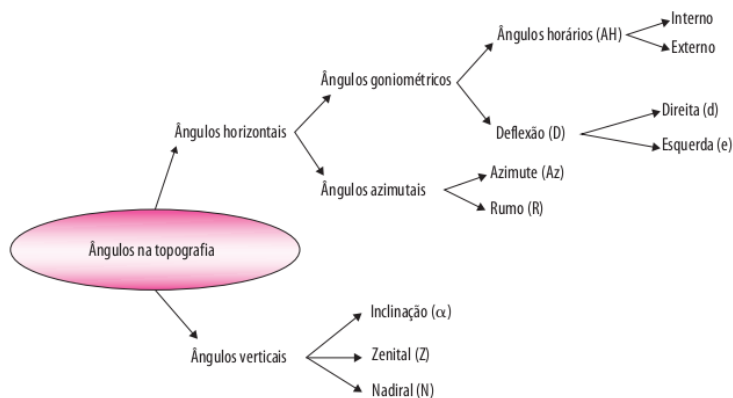 Interno
Ângulos horários (AH)
Externo
Ângulos goniométricos
Direita (d)
Deflexão (D)
Esquerda (e)
Ângulos horizontais
Azimute (Az)
Ângulos azimutais
Rumo (R)
Ângulos na topografia
Inclinação (α)
Ângulos verticais
Zenital (Z)
Nadiral (N)